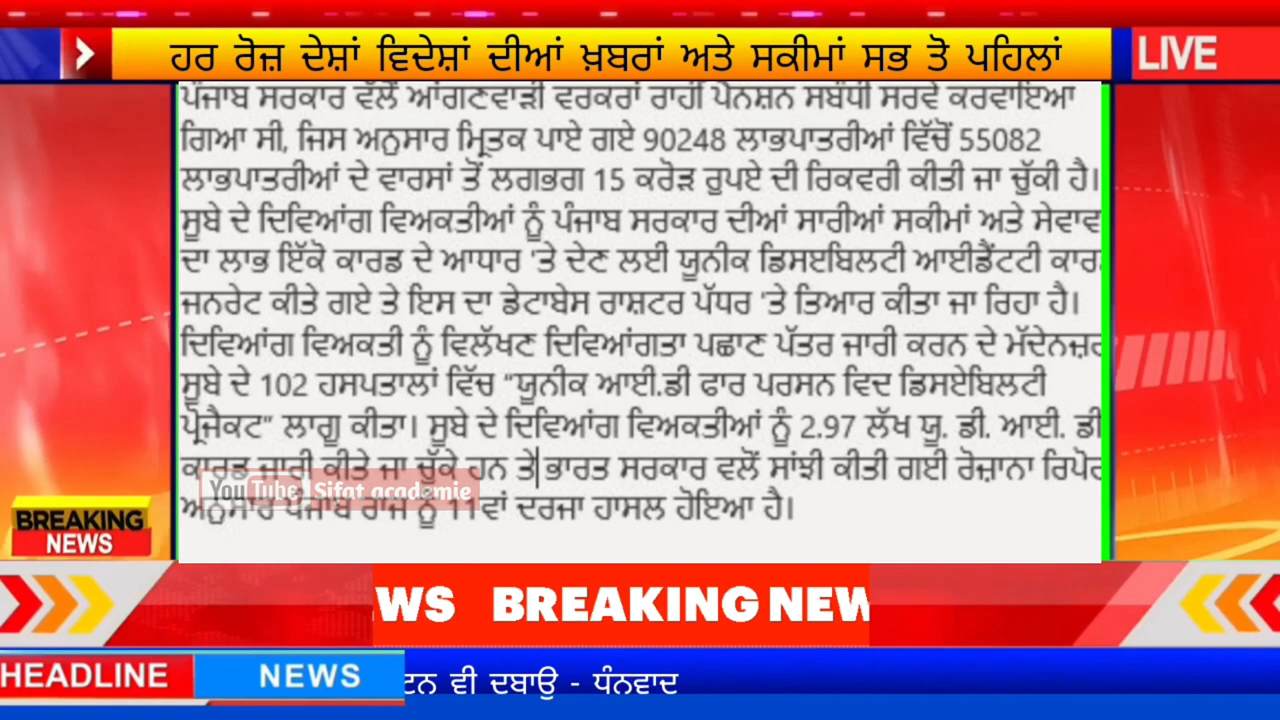 ਹਰ ਰੋਜ਼ ਦੇਸ਼ਾਂ ਵਿਦੇਸ਼ਾਂ ਦੀਆਂ ਖ਼ਬਰਾਂ ਅਤੇ ਸਕੀਮਾਂ ਸਭ ਤੋ ਪਹਿਲਾਂ
LIVE
ਪੰਜਾਬ ਸਰਕਾਰ ਵੱਲੋਂ ਆਂਗਣਵਾੜੀ ਵਰਕਰਾਂ ਰਾਹੀਂ ਪੈਨਸ਼ਨ ਸਬੰਧੀ ਸਰਵੇ ਕਰਵਾਇਆ
ਗਿਆ ਸੀ, ਜਿਸ ਅਨੁਸਾਰ ਮ੍ਰਿਤਕ ਪਾਏ ਗਏ 90248 ਲਾਭਪਾਤਰੀਆਂ ਵਿੱਚੋਂ 55082
ਲਾਭਪਾਤਰੀਆਂ ਦੇ ਵਾਰਸਾਂ ਤੋਂ ਲਗਭਗ 15 ਕਰੋੜ ਰੁਪਏ ਦੀ ਰਿਕਵਰੀ ਕੀਤੀ ਜਾ ਚੁੱਕੀ ਹੈ।
ਸੂਬੇ ਦੇ ਦਿਵਿਆਂਗ ਵਿਅਕਤੀਆਂ ਨੂੰ ਪੰਜਾਬ ਸਰਕਾਰ ਦੀਆਂ ਸਾਰੀਆਂ ਸਕੀਮਾਂ ਅਤੇ ਸੇਵਾਵ
ਦਾ ਲਾਭ ਇੱਕੋ ਕਾਰਡ ਦੇ ਆਧਾਰ 'ਤੇ ਦੇਣ ਲਈ ਯੂਨੀਕ ਡਿਸਏਬਿਲਟੀ ਆਈਡੈਂਟਟੀ ਕਾਰ
ਜਨਰੇਟ ਕੀਤੇ ਗਏ ਤੇ ਇਸ ਦਾ ਡੇਟਾਬੇਸ ਰਾਸ਼ਟਰ ਪੱਧਰ 'ਤੇ ਤਿਆਰ ਕੀਤਾ ਜਾ ਰਿਹਾ ਹੈ।
ਦਿਵਿਆਂਗ ਵਿਅਕਤੀ ਨੂੰ ਵਿਲੱਖਣ ਦਿਵਿਆਂਗਤਾ ਪਛਾਣ ਪੱਤਰ ਜਾਰੀ ਕਰਨ ਦੇ ਮੱਦੇਨਜ਼ਰ
ਸੂਬੇ ਦੇ 102 ਹਸਪਤਾਲਾਂ ਵਿੱਚ “ਯੂਨੀਕ ਆਈ.ਡੀ ਫਾਰ ਪਰਸਨ ਵਿਦ ਡਿਸਏਬਿਲਟੀ
ਪ੍ਰੋਜੈਕਟ” ਲਾਗੂ ਕੀਤਾ। ਸੂਬੇ ਦੇ ਦਿਵਿਆਂਗ ਵਿਅਕਤੀਆਂ ਨੂੰ 2.97 ਲੱਖ ਯੂ. ਡੀ. ਆਈ. ਡੀ
ਕਾਰਡ ਜਾਰੀ ਕੀਤੇ ਜਾ ਚੁੱਕੇ ਹਨ ਤੇ ਭਾਰਤ ਸਰਕਾਰ ਵਲੋਂ ਸਾਂਝੀ ਕੀਤੀ ਗਈ ਰੋਜ਼ਾਨਾ ਰਿਪੋਰ
YouTube Sifat academie
ਅਨੁਸਾਰ ਪੰਜਾਬ ਰਾਜ ਨੂੰ 11ਵਾਂ ਦਰਜਾ ਹਾਸਲ ਹੋਇਆ ਹੈ।
BREAKING
NEWS
EWS BREAKING NEW
HEADLINE NEWS ਟਨ ਵੀ ਦਬਾਉ - ਧੰਨਵਾਦ